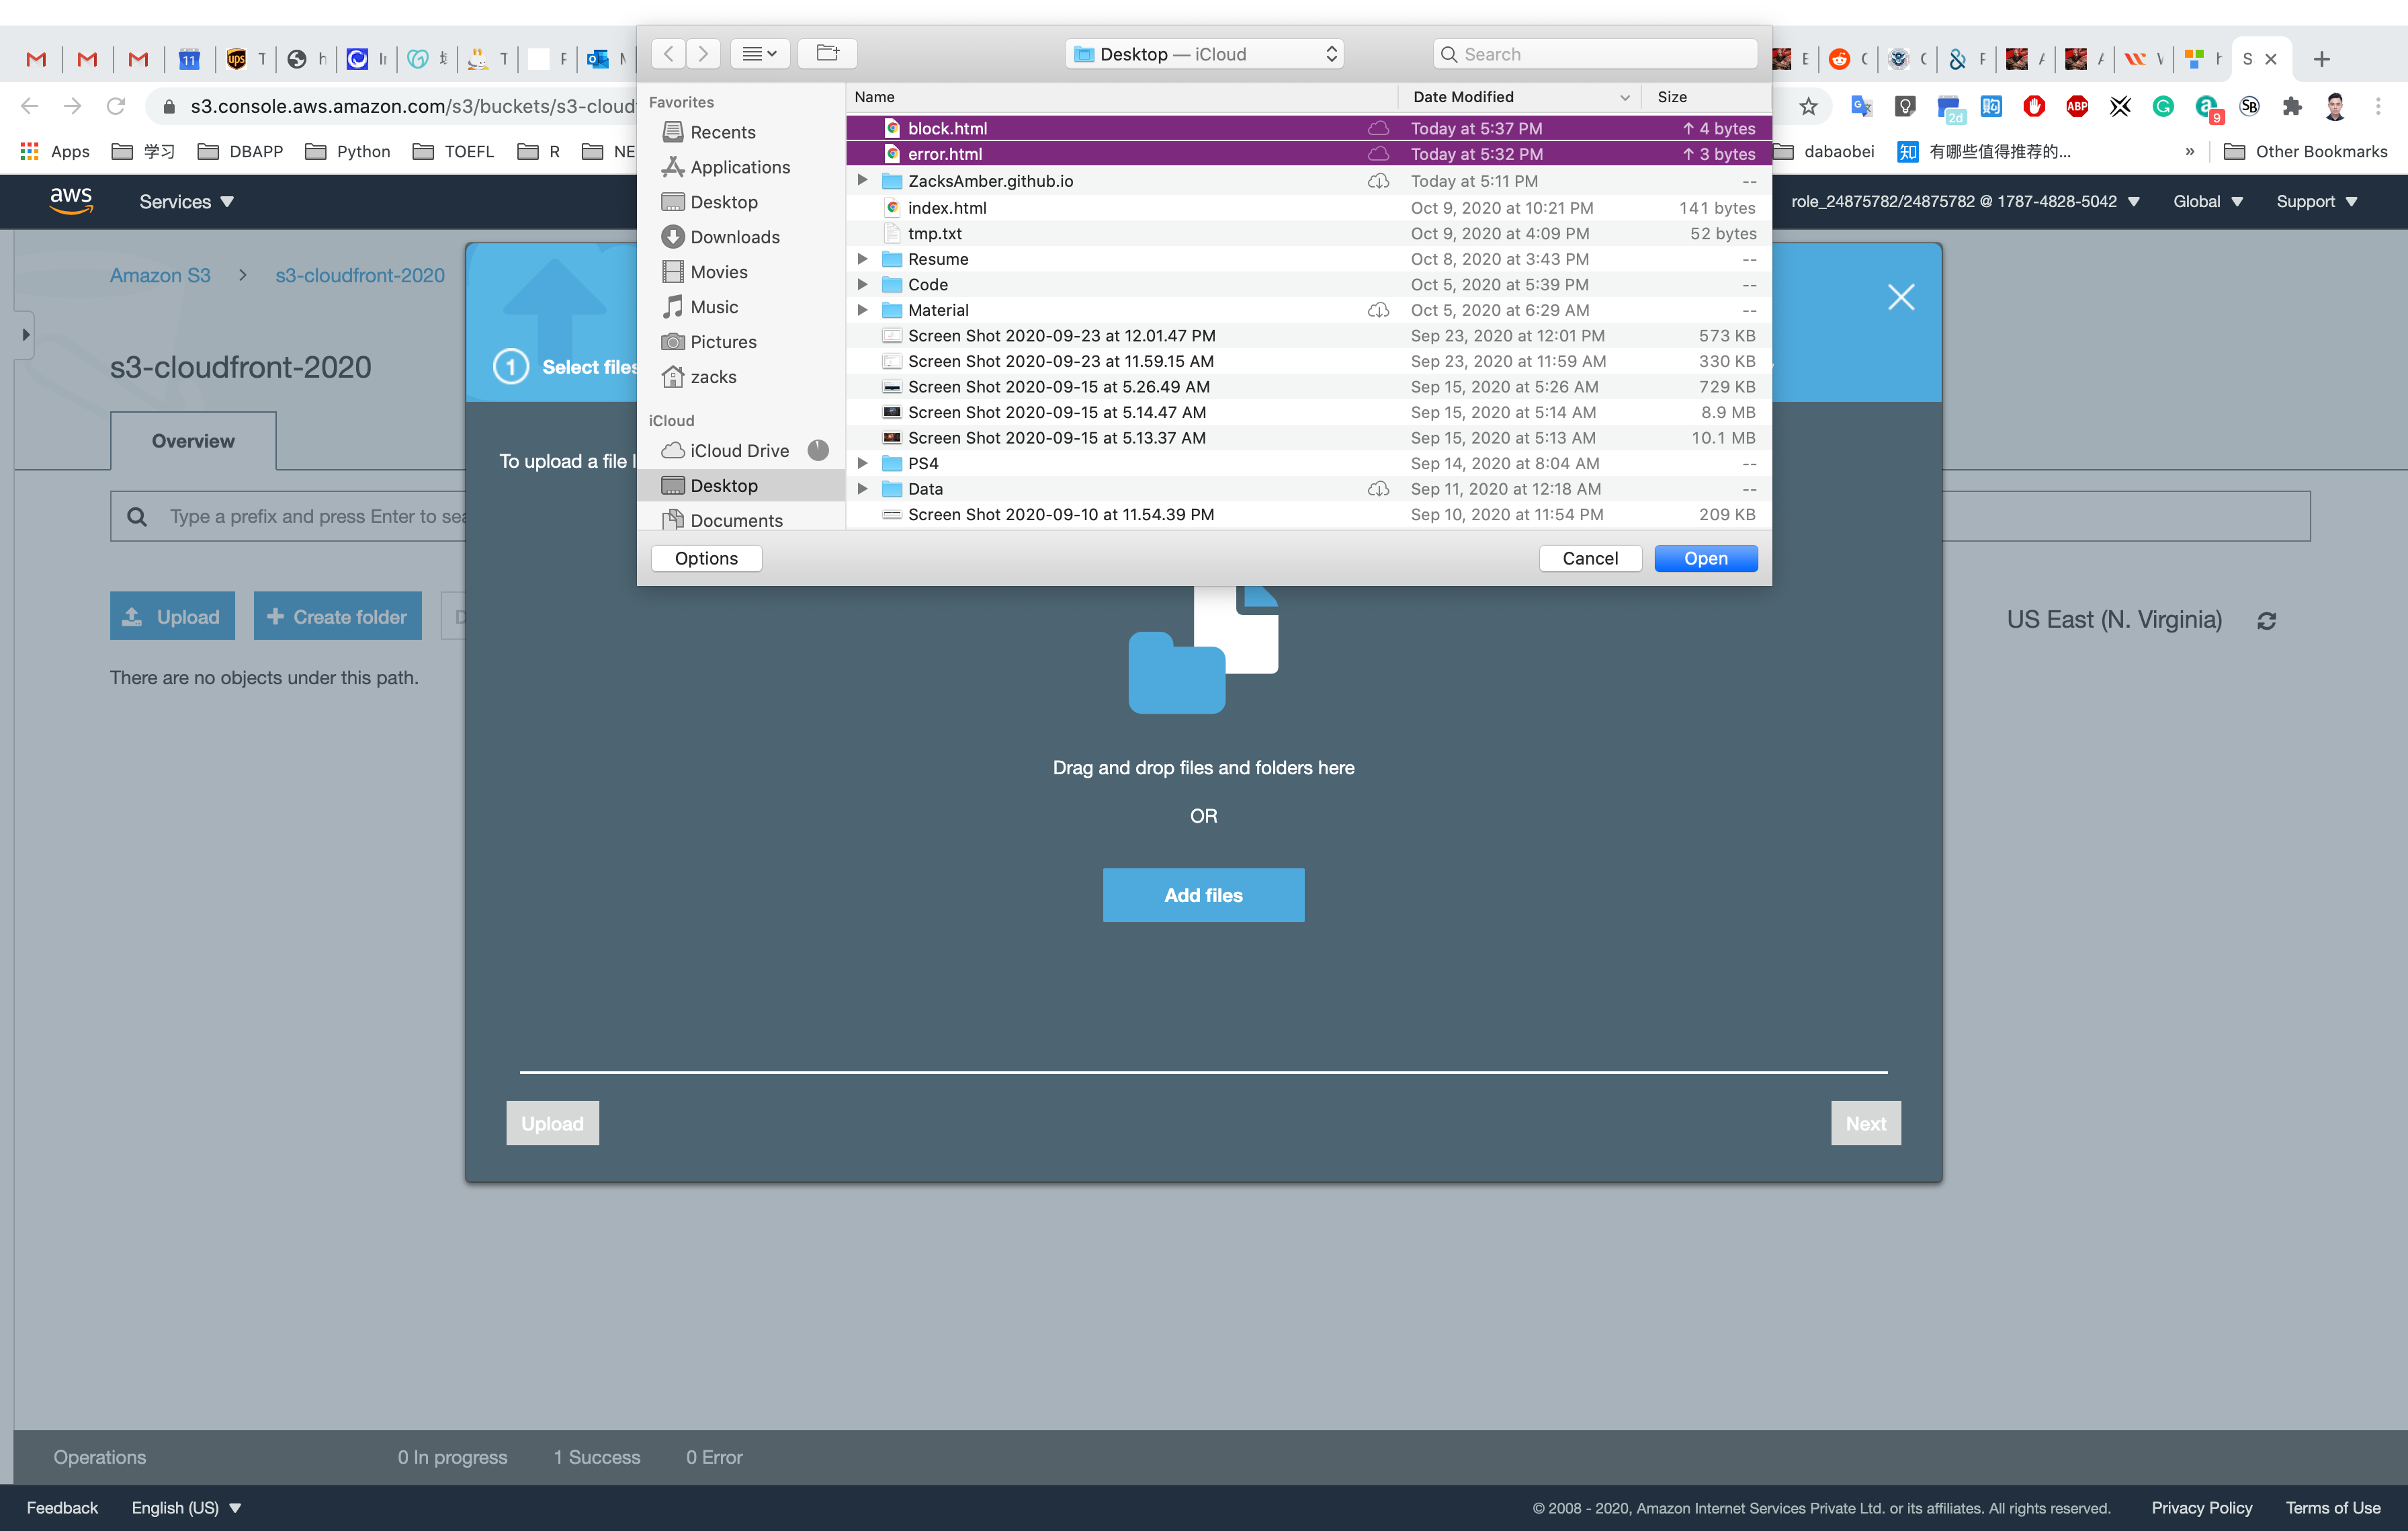 11 T h I T F M
Desktop — iCloud
Search
S
s3.console.aws.amazon.com/s3/buckets/s3-cloud
2d
ABP
9
SB
Apps 学习 DBAPP Python TOEFL R NE
dabaobei 知 有哪些值得推荐的... » Other Bookmarks
aws Services
role_24875782/24875782 @ 1787-4828-5042 Global Support
Favorites
Recents
Applications
Desktop
Downloads
Movies
Music
Pictures
zacks
iCloud
iCloud Drive
Desktop
Documents
Name Date Modified Size
block.html Today at 5:37 PM ↑ 4 bytes
error.html Today at 5:32 PM ↑ 3 bytes
ZacksAmber.github.io Today at 5:11 PM --
index.html Oct 9, 2020 at 10:21 PM 141 bytes
tmp.txt Oct 9, 2020 at 4:09 PM 52 bytes
Resume Oct 8, 2020 at 3:43 PM --
Code Oct 5, 2020 at 5:39 PM --
Material Oct 5, 2020 at 6:29 AM --
Screen Shot 2020-09-23 at 12.01.47 PM Sep 23, 2020 at 12:01 PM 573 KB
Screen Shot 2020-09-23 at 11.59.15 AM Sep 23, 2020 at 11:59 AM 330 KB
Screen Shot 2020-09-15 at 5.26.49 AM Sep 15, 2020 at 5:26 AM 729 KB
Screen Shot 2020-09-15 at 5.14.47 AM Sep 15, 2020 at 5:14 AM 8.9 MB
Screen Shot 2020-09-15 at 5.13.37 AM Sep 15, 2020 at 5:13 AM 10.1 MB
PS4 Sep 14, 2020 at 8:04 AM --
Data Sep 11, 2020 at 12:18 AM --
Screen Shot 2020-09-10 at 11.54.39 PM Sep 10, 2020 at 11:54 PM 209 KB
Options Cancel Open
Amazon S3 > s3-cloudfront-2020
s3-cloudfront-2020
Overview
Type a prefix and press Enter to sea
Upload
Create folder
US East (N. Virginia)
There are no objects under this path.
1 Select files
To upload a file
Drag and drop files and folders here
OR
Add files
Upload Next
Operations 0 In progress 1 Success 0 Error
Feedback English (US) © 2008 - 2020, Amazon Internet Services Private Ltd. or its affiliates. All rights reserved. Privacy Policy Terms of Use